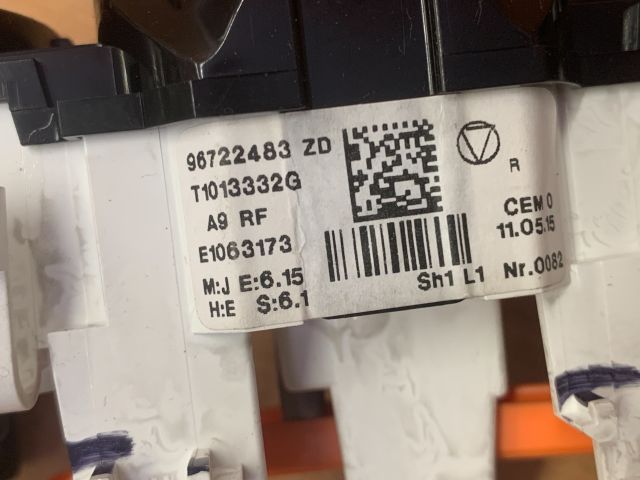 96722483 ZD
T1013332G
A9 RF
E1063173
M:J E:6.15
H:E S:6.1
R
CEM 0
11.05.15
Sh1 L1 Nr.0082